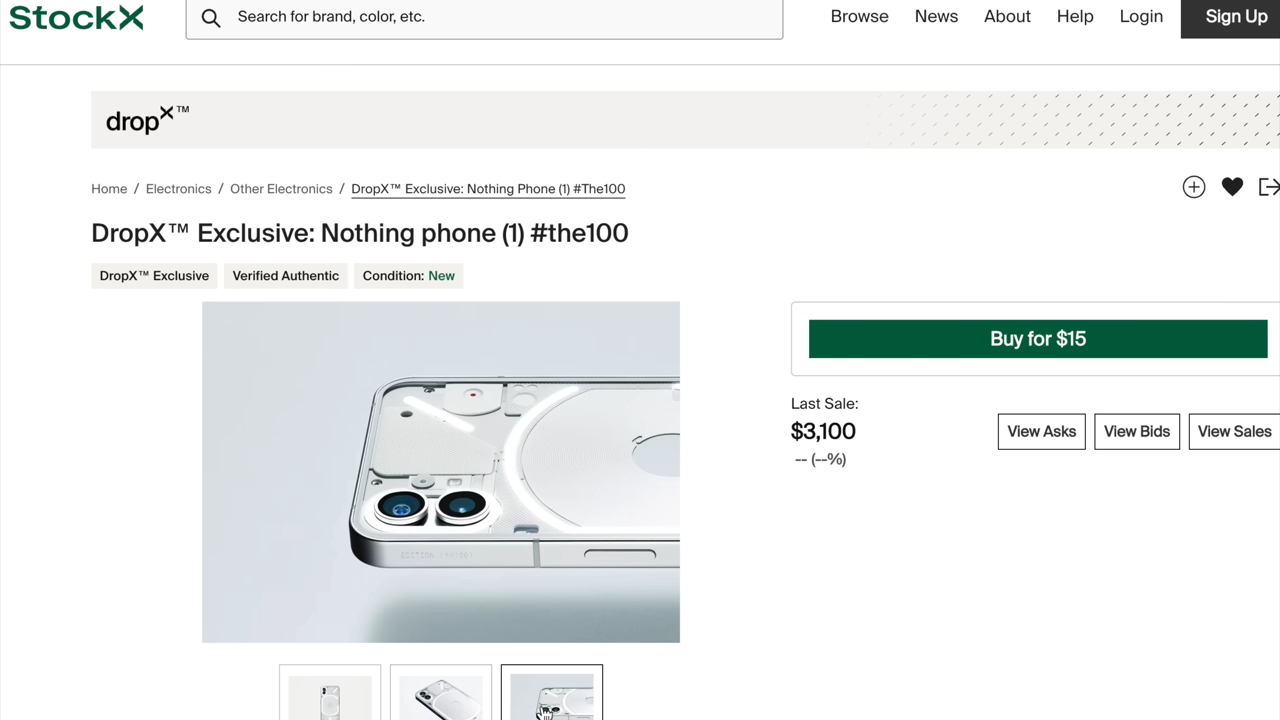 StockX
Search for brand, color, etc.
Browse News About Help Login Sign Up
dropX™
Home / Electronics / Other Electronics / DropX™ Exclusive: Nothing Phone (1) #The100
DropX™ Exclusive: Nothing phone (1) #the100
DropX™ Exclusive Verified Authentic Condition: New
Buy for $15
Last Sale:
$3,100
-- (--%)
View Asks View Bids View Sales